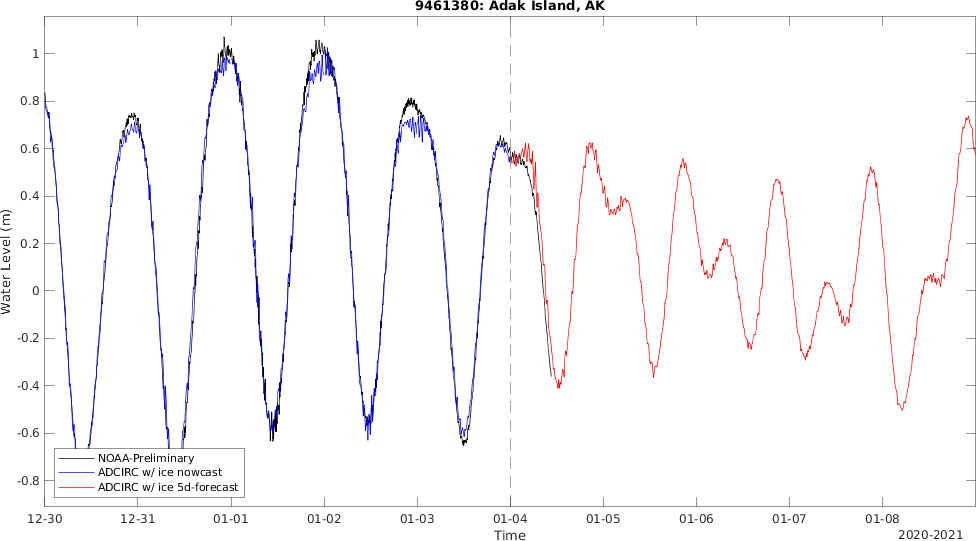 9461380: Adak Island, AK
1
0.8
0.6
0.4
0.2
0
-0.2
-0.4
-0.6
-0.8
Water Level (m)
NOAA-Preliminary
ADCIRC w/ ice nowcast
ADCIRC w/ ice 5d-forecast
12-30 12-31 01-01 01-02 01-03 01-04 01-05 01-06 01-07 01-08
Time
2020-2021